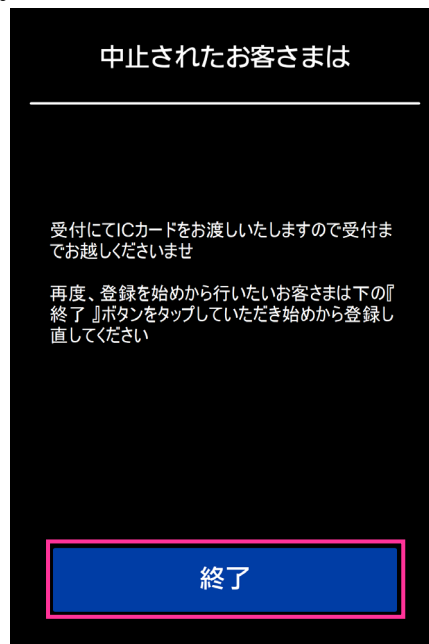 中止されたお客さまは
受付にてICカードをお渡しいたしますので受付ま
でお越しくださいませ
再度、登録を始めから行いたいお客さまは下の『
終了 』ボタンをタップしていただき始めから登録し
直してください
終了